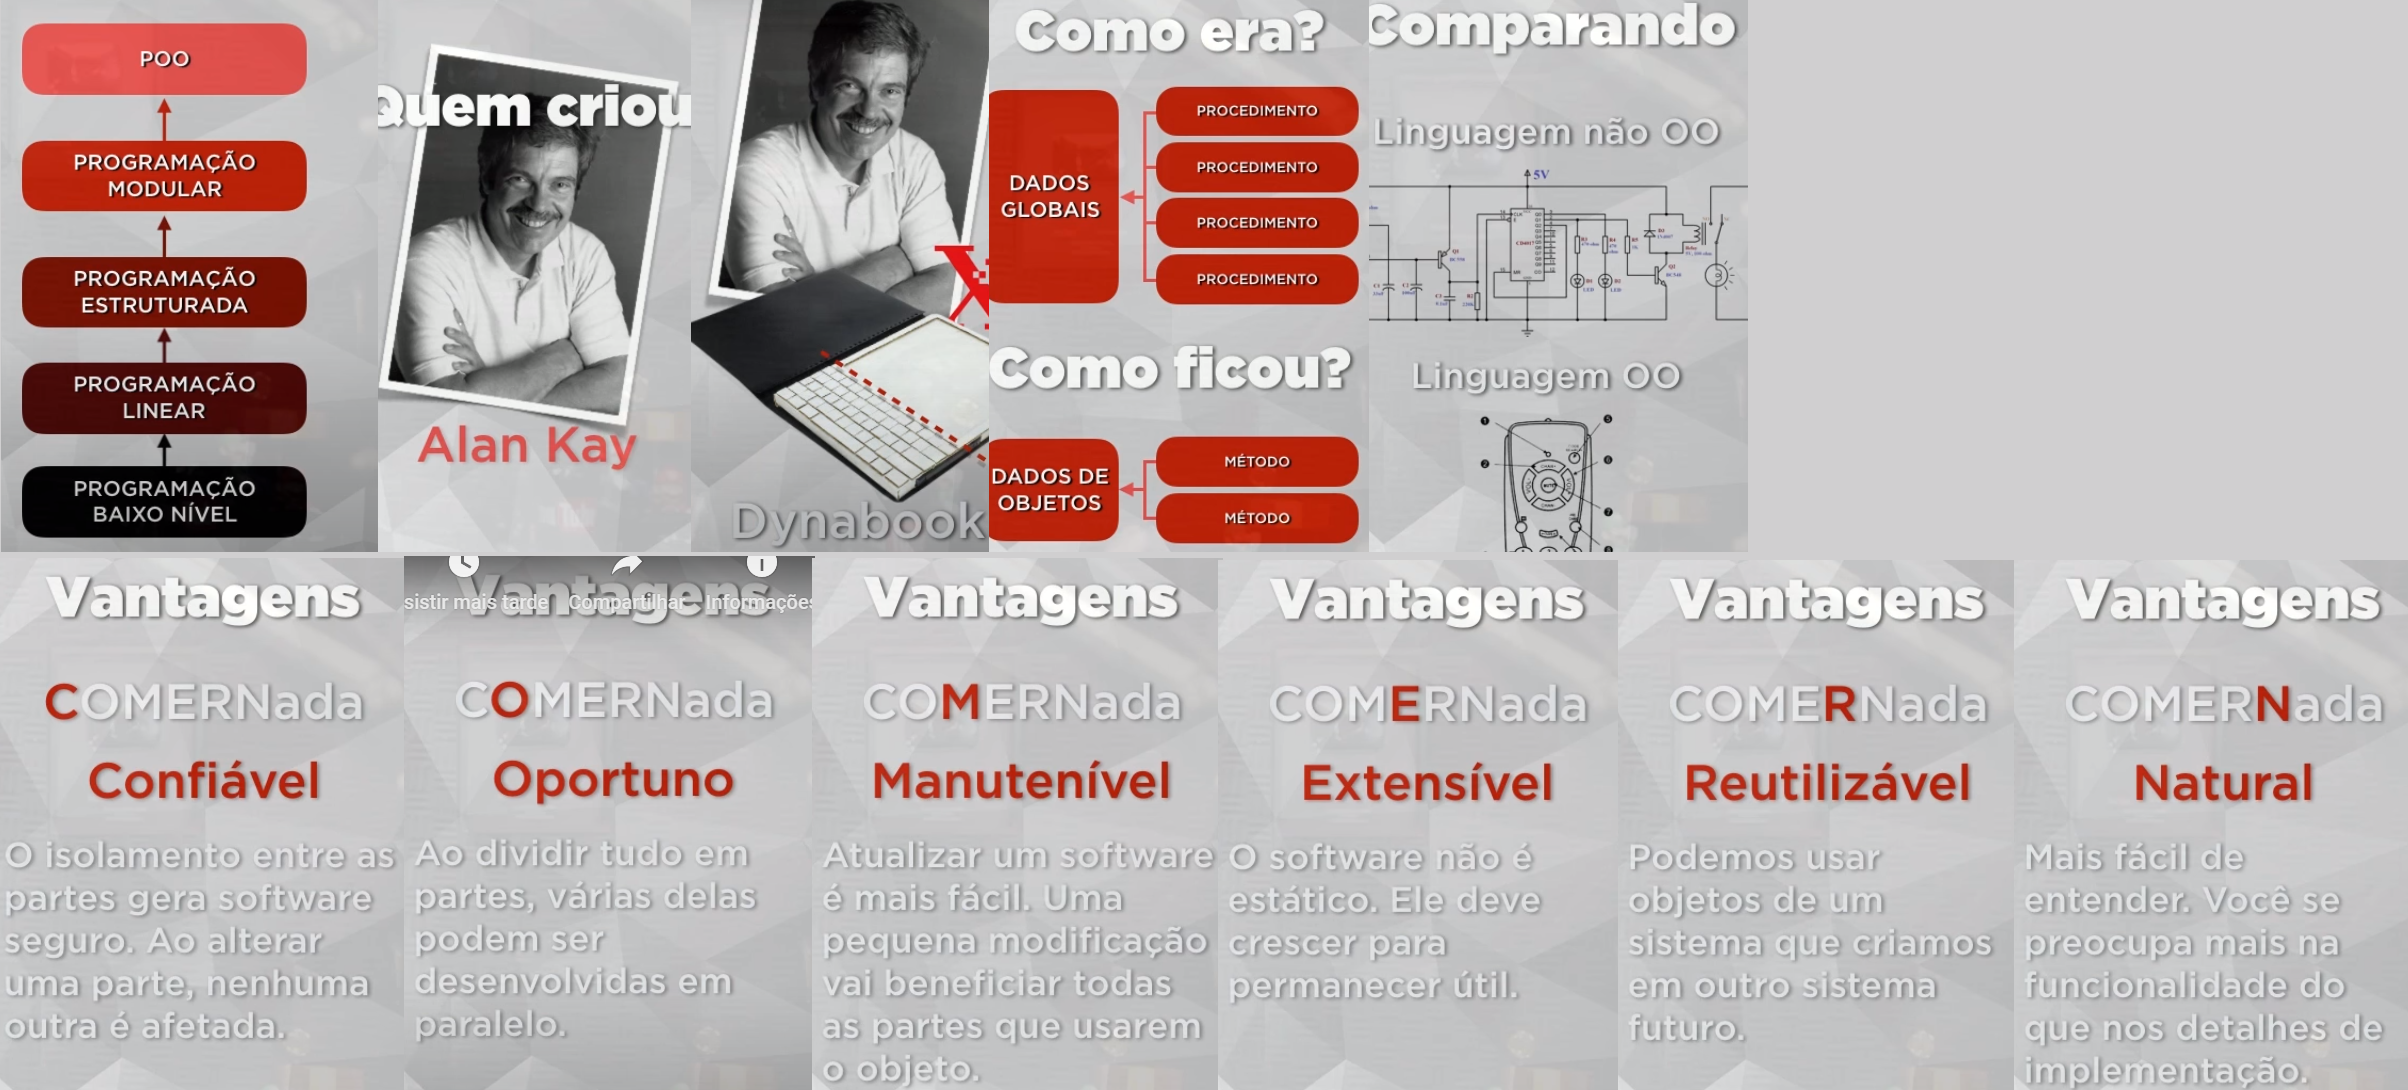 POO
PROGRAMAÇÃO
MODULAR
PROGRAMAÇÃO
ESTRUTURADA
PROGRAMAÇÃO
LINEAR
PROGRAMAÇÃO
BAIXO NÍVEL
Quem criou
Alan Kay
X
Dynabook
Como era?
DADOS
GLOBAIS
PROCEDIMENTO
PROCEDIMENTO
PROCEDIMENTO
PROCEDIMENTO
Como ficou?
DADOS DE
OBJETOS
MÉTODO
MÉTODO
Comparando
Linguagem não OO
5V
Linguagem OO
Vantagens
COMERNada
Confiável
O isolamento entre as
partes gera software
seguro. Ao alterar
uma parte, nenhuma
outra é afetada.
Vantagens
sistir mais tarde Compartilhar Informações
COMERNada
Oportuno
Ao dividir tudo em
partes, várias delas
podem ser
desenvolvidas em
paralelo.
Vantagens
COMERNada
Manutenível
Atualizar um software
é mais fácil. Uma
pequena modificação
vai beneficiar todas
as partes que usarem
o objeto.
Vantagens
COMERNada
Extensível
O software não é
estático. Ele deve
crescer para
permanecer útil.
Vantagens
COMERNada
Reutilizável
Podemos usar
objetos de um
sistema que criamos
em outro sistema
futuro.
Vantagens
COMERNada
Natural
Mais fácil de
entender. Você se
preocupa mais na
funcionalidade do
que nos detalhes de
implementação.